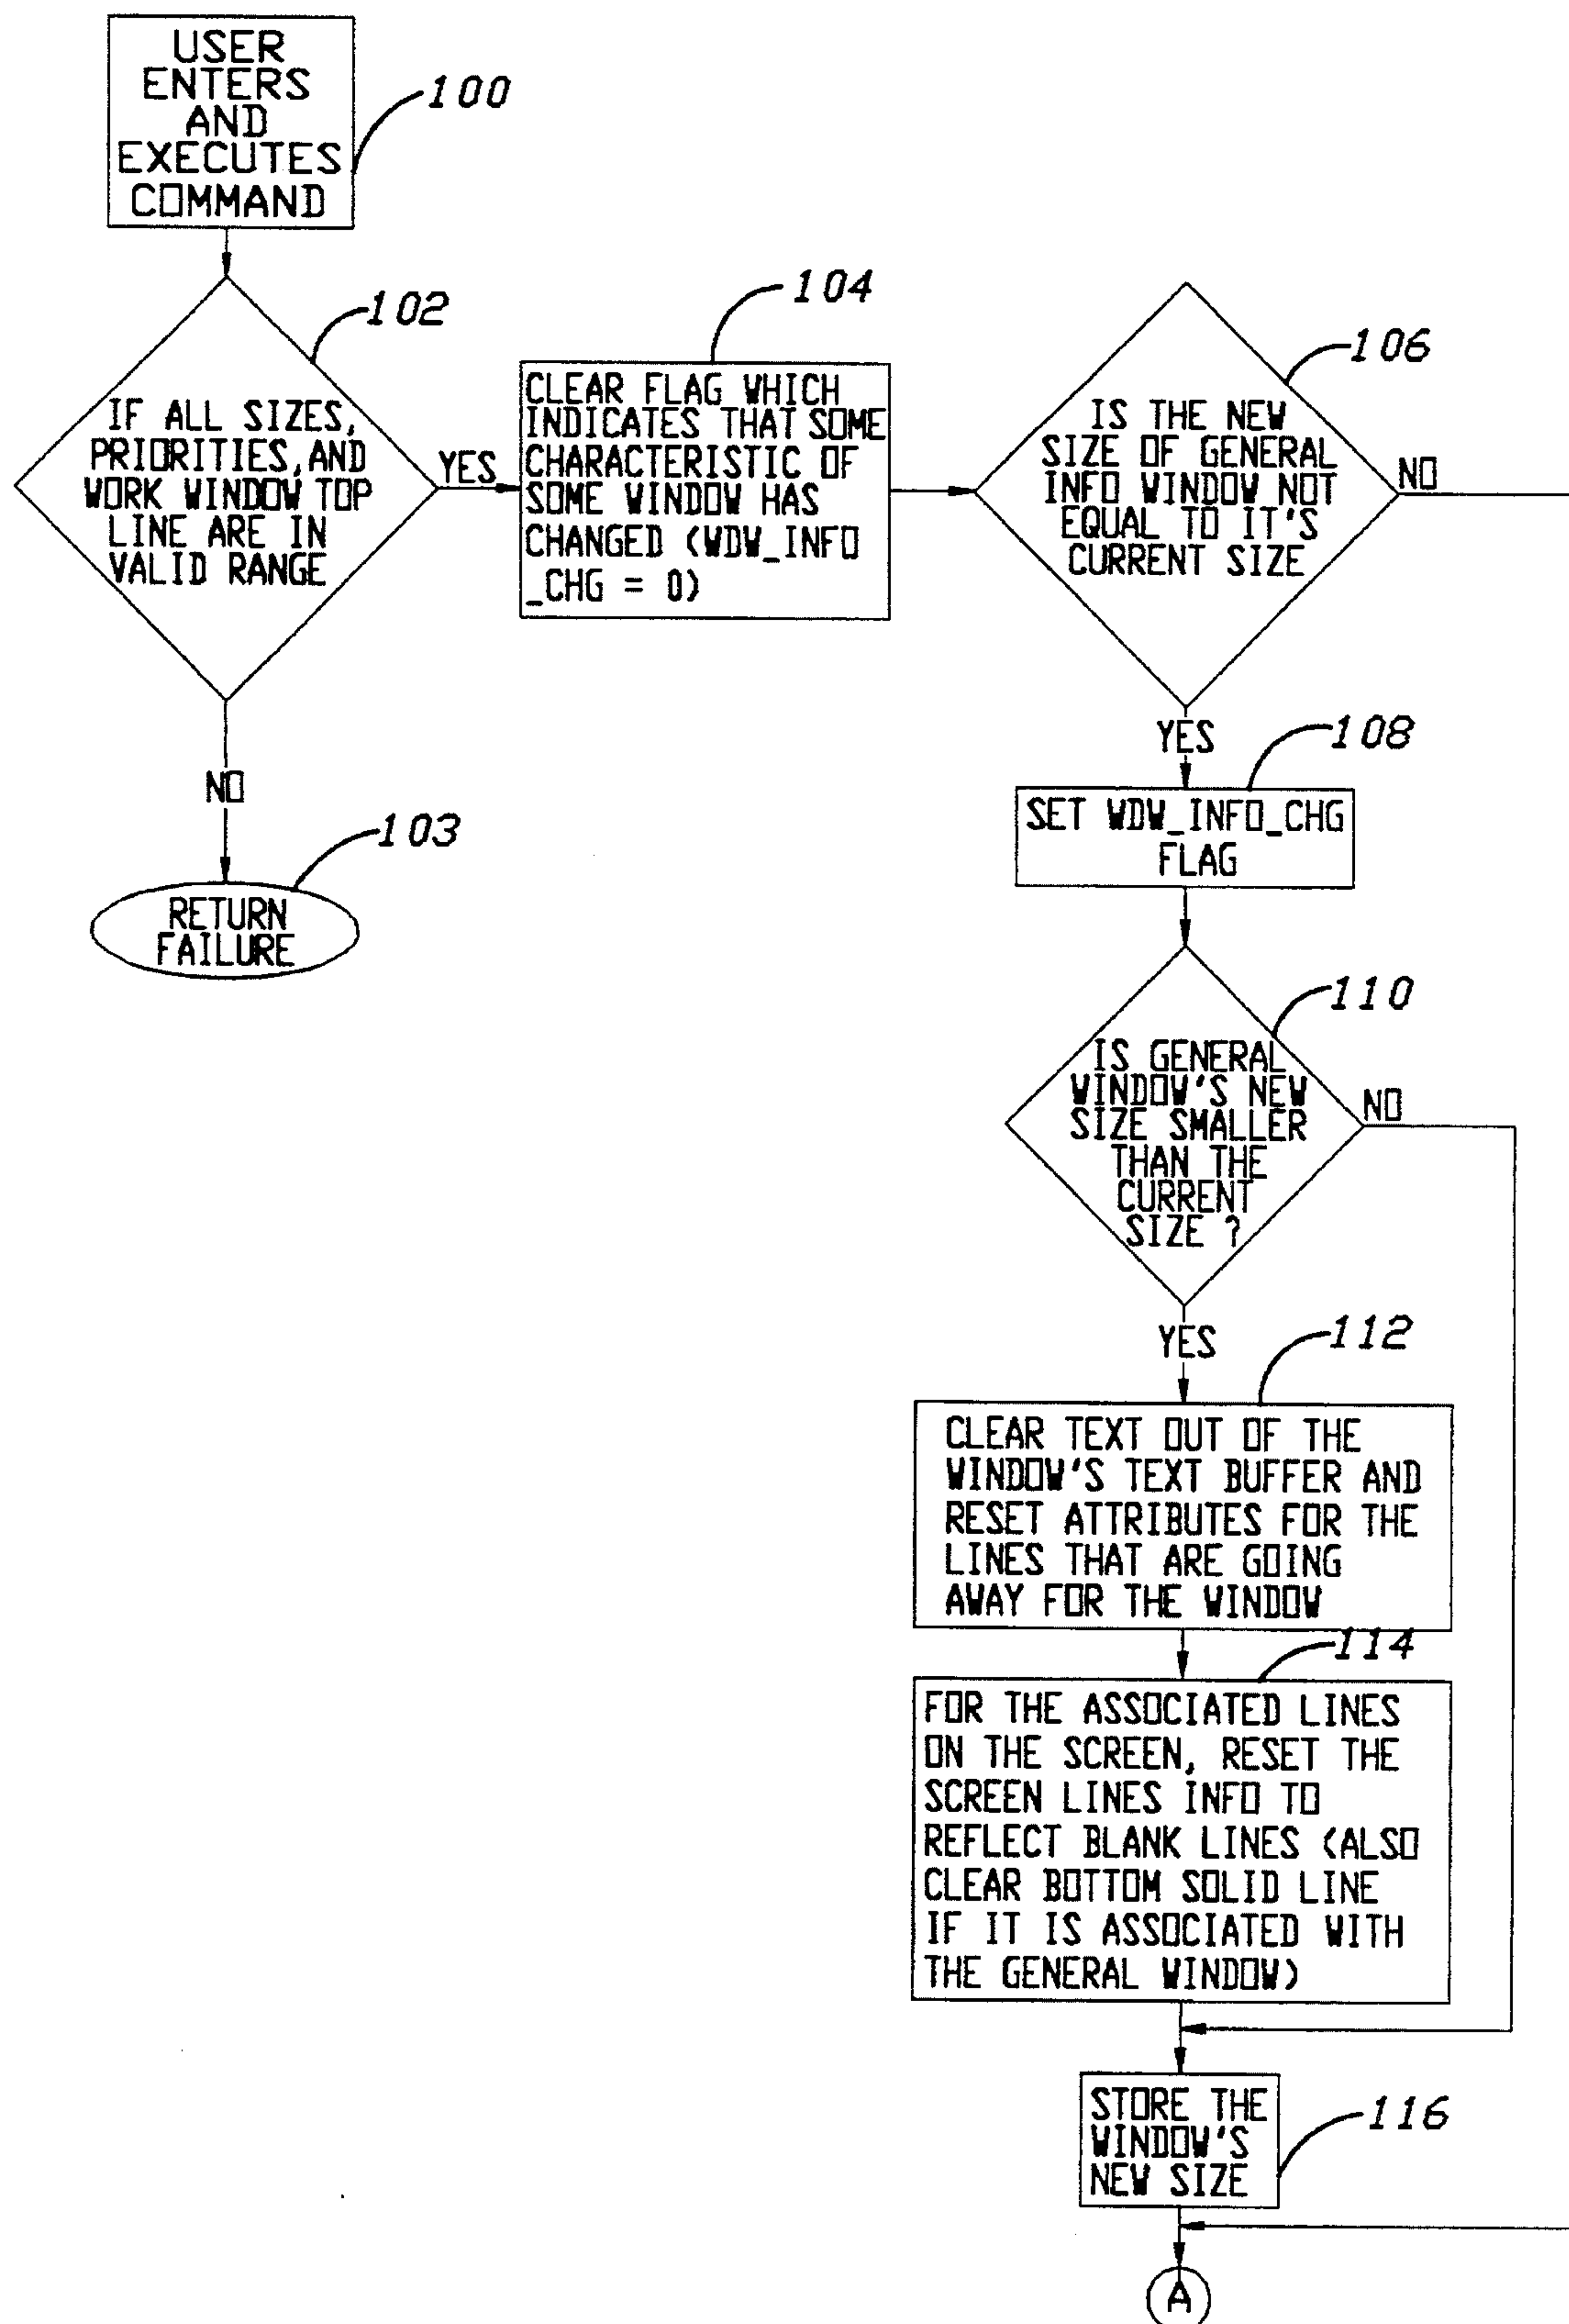 USER
ENTERS
AND
EXECUTES
COMMAND
100
IF ALL SIZES,
PRIORITIES, AND
WORK WINDOW TOP
LINE ARE IN
VALID RANGE
102
YES
NO
RETURN
FAILURE
103
CLEAR FLAG WHICH
INDICATES THAT SOME
CHARACTERISTIC OF
SOME WINDOW HAS
CHANGED (WDW_INFO
_CHG = 0)
104
IS THE NEW
SIZE OF GENERAL
INFO WINDOW NOT
EQUAL TO IT'S
CURRENT SIZE
106
NO
YES
SET WDW_INFO_CHG
FLAG
108
IS GENERAL
WINDOW'S NEW
SIZE SMALLER
THAN THE
CURRENT
SIZE ?
110
NO
YES
CLEAR TEXT OUT OF THE
WINDOW'S TEXT BUFFER AND
RESET ATTRIBUTES FOR THE
LINES THAT ARE GOING
AWAY FOR THE WINDOW
112
FOR THE ASSOCIATED LINES
ON THE SCREEN, RESET THE
SCREEN LINES INFO TO
REFLECT BLANK LINES (ALSO
CLEAR BOTTOM SOLID LINE
IF IT IS ASSOCIATED WITH
THE GENERAL WINDOW)
114
STORE THE
WINDOW'S
NEW SIZE
116
A